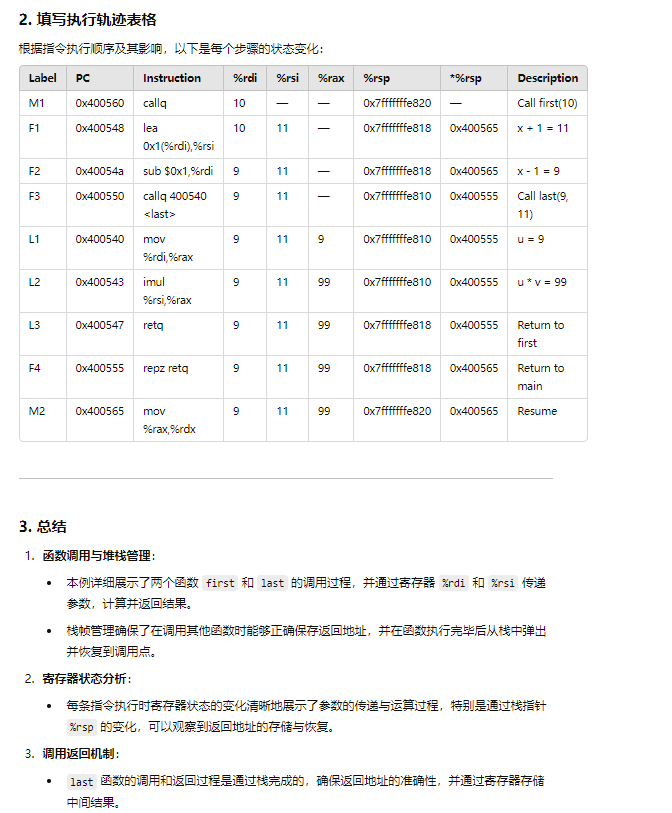 2. 填写执行轨迹表格
根据指令执行顺序及其影响，以下是每个步骤的状态变化：
Label PC Instruction %rdi %rsi %rax %rsp *%rsp Description
M1 0x400560 callq 10 — — 0x7fffffffe820 — Call first(10)
F1 0x400548 lea 10 11 — 0x7fffffffe818 0x400565 x + 1 = 11
0x1(%rdi),%rsi
F2 0x40054a sub $0x1,%rdi 9 11 — 0x7fffffffe818 0x400565 x - 1 = 9
F3 0x400550 callq 400540 9 11 — 0x7fffffffe810 0x400555 Call last(9,
<last> 11)
L1 0x400540 mov 9 11 9 0x7fffffffe810 0x400555 u = 9
%rdi,%rax
L2 0x400543 imul 9 11 99 0x7fffffffe810 0x400555 u * v = 99
%rsi,%rax
L3 0x400547 retq 9 11 99 0x7fffffffe818 0x400555 Return to
first
F4 0x400555 repz retq 9 11 99 0x7fffffffe818 0x400565 Return to
main
M2 0x400565 mov 9 11 99 0x7fffffffe820 0x400565 Resume
%rax,%rdx
3. 总结
1. 函数调用与堆栈管理：
• 本例详细展示了两个函数 first 和 last 的调用过程，并通过寄存器 %rdi 和 %rsi 传递
参数，计算并返回结果。
• 栈帧管理确保了在调用其他函数时能够正确保存返回地址，并在函数执行完毕后从栈中弹出
并恢复到调用点。
2. 寄存器状态分析：
• 每条指令执行时寄存器状态的变化清晰地展示了参数的传递与运算过程，特别是通过栈指针
%rsp 的变化，可以观察到返回地址的存储与恢复。
3. 调用返回机制：
• last 函数的调用和返回过程是通过栈完成的，确保返回地址的准确性，并通过寄存器存储
中间结果。